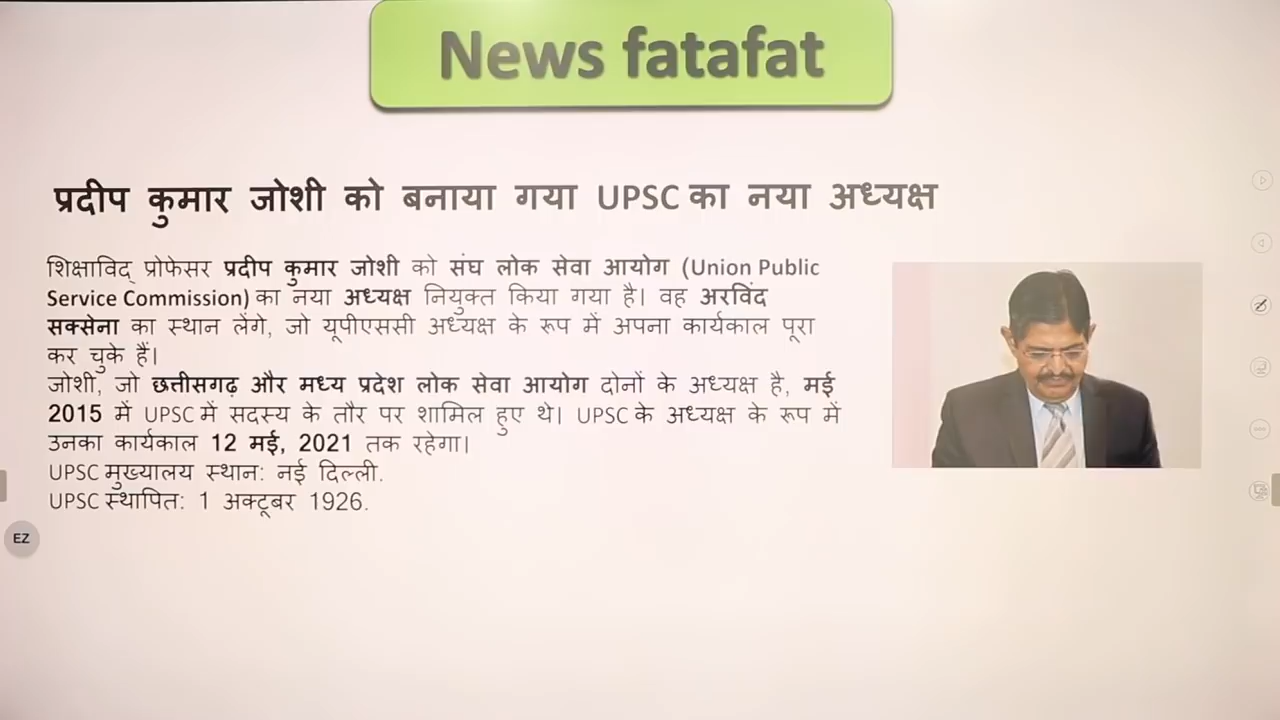 News fatafat
प्रदीप कुमार जोशी को बनाया गया UPSC का नया अध्यक्ष
शिक्षाविद् प्रोफेसर प्रदीप कुमार जोशी को संघ लोक सेवा आयोग (Union Public
Service Commission) का नया अध्यक्ष नियुक्त किया गया है। वह अरविंद
सक्सेना का स्थान लेंगे, जो यूपीएससी अध्यक्ष के रूप में अपना कार्यकाल पूरा
कर चुके हैं।
जोशी, जो छत्तीसगढ़ और मध्य प्रदेश लोक सेवा आयोग दोनों के अध्यक्ष है, मई
2015 में UPSC में सदस्य के तौर पर शामिल हुए थे। UPSC के अध्यक्ष के रूप में
उनका कार्यकाल 12 मई, 2021 तक रहेगा।
UPSC मुख्यालय स्थान: नई दिल्ली.
UPSC स्थापित: 1 अक्टूबर 1926.
EZ